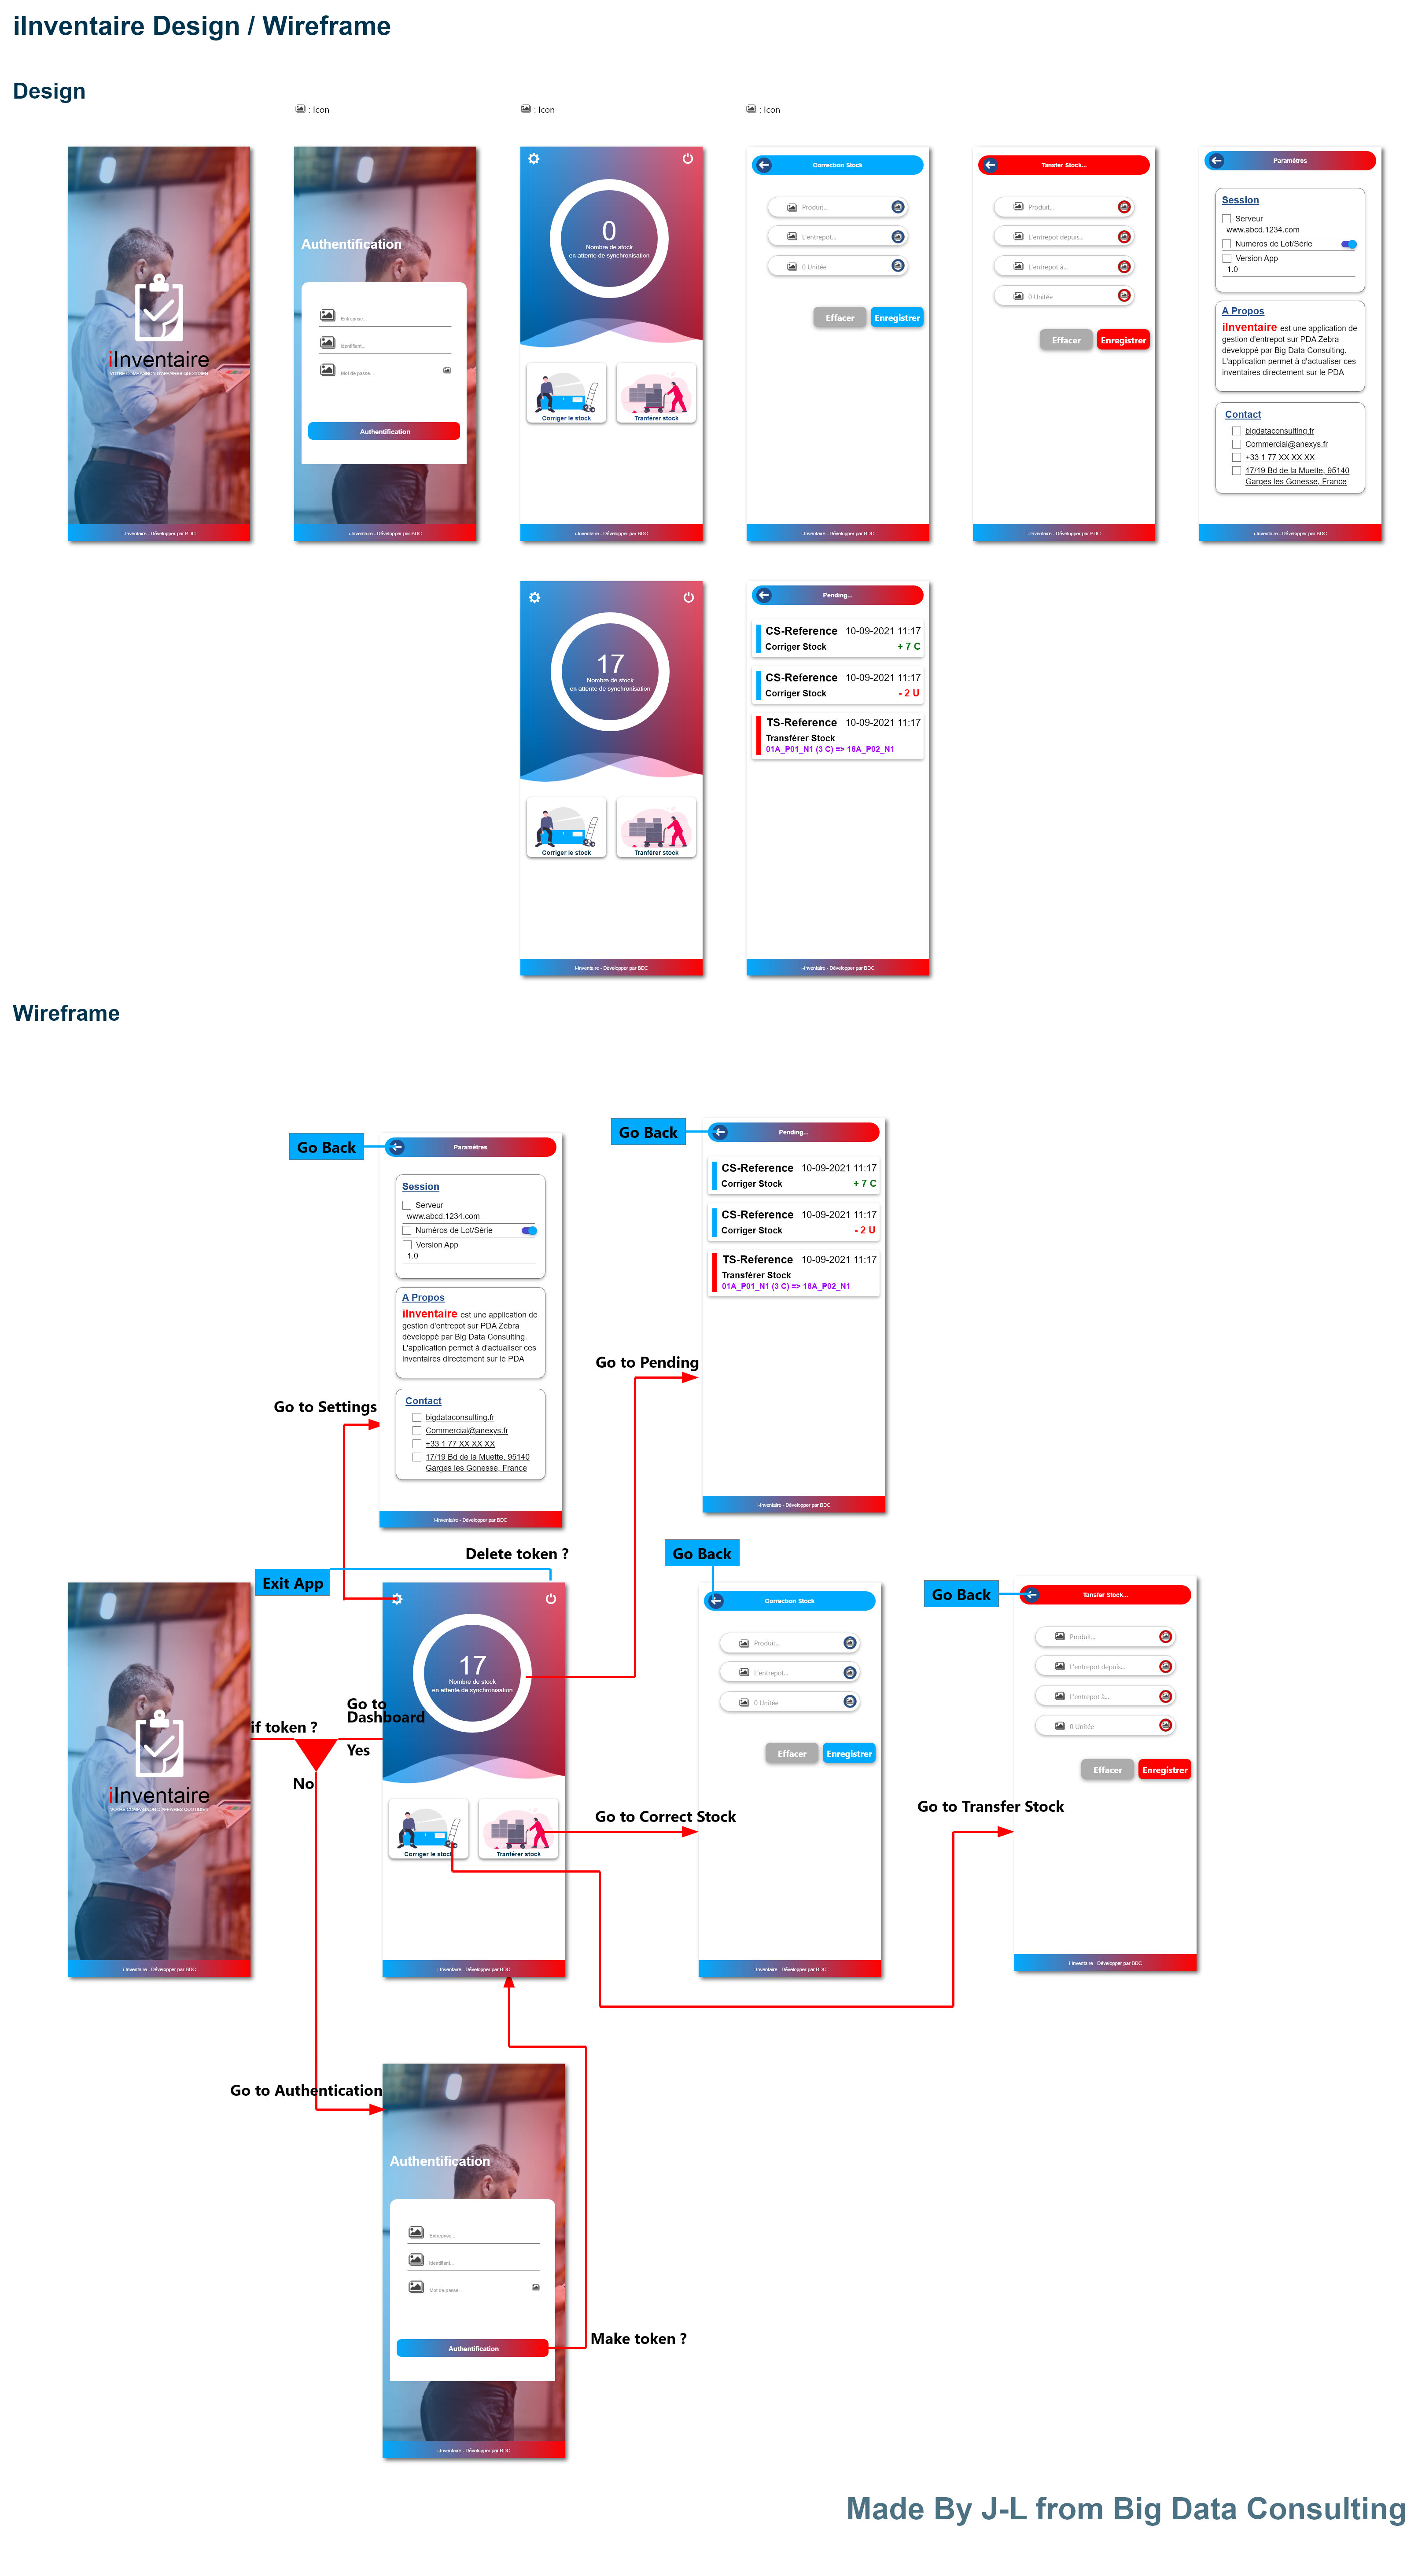 iInventaire Design / Wireframe
Design
: Icon
: Icon
: Icon
iInventaire
VOTRE COMPAGNON D'AFFAIRES QUOTIDIEN
i-Inventaire - Développer par BDC
Authentification
Entreprise...
Identifiant...
Mot de passe...
Authentification
i-Inventaire - Développer par BDC
0
Nombre de stock
en attente de synchronisation
Corriger le stock
Tranférer stock
i-Inventaire - Développer par BDC
Correction Stock
Produit...
L'entrepot...
0 Unitée
Effacer
Enregistrer
i-Inventaire - Développer par BDC
Tansfer Stock...
Produit...
L'entrepot depuis...
L'entrepot à...
0 Unitée
Effacer
Enregistrer
i-Inventaire - Développer par BDC
Paramètres
Session
Serveur
www.abcd.1234.com
Numéros de Lot/Série
Version App
1.0
A Propos
iInventaire est une application de
gestion d'entrepot sur PDA Zebra
développé par Big Data Consulting.
L'aplication permet à d'actualiser ces
inventaires directement sur le PDA
Contact
bigdataconsulting.fr
Commercial@anexys.fr
+33 1 77 XX XX XX
17/19 Bd de la Muette, 95140
Garges les Gonesse, France
i-Inventaire - Développer par BDC
17
Nombre de stock
en attente de synchronisation
Corriger le stock
Tranférer stock
i-Inventaire - Développer par BDC
Pending...
CS-Reference 10-09-2021 11:17
Corriger Stock + 7 C
CS-Reference 10-09-2021 11:17
Corriger Stock - 2 U
TS-Reference 10-09-2021 11:17
Transférer Stock
01A_P01_N1 (3 C) => 18A_P02_N1
i-Inventaire - Développer par BDC
Wireframe
Go Back
Paramètres
Session
Serveur
www.abcd.1234.com
Numéros de Lot/Série
Version App
1.0
A Propos
iInventaire est une application de
gestion d'entrepot sur PDA Zebra
développé par Big Data Consulting.
L'application permet à d'actualiser ces
inventaires directement sur le PDA
Contact
bigdataconsulting.fr
Commercial@anexys.fr
+33 1 77 XX XX XX
17/19 Bd de la Muette, 95140
Garges les Gonesse, France
i-Inventaire - Développer par BDC
Go to Settings
Go Back
Pending...
CS-Reference 10-09-2021 11:17
Corriger Stock + 7 C
CS-Reference 10-09-2021 11:17
Corriger Stock - 2 U
TS-Reference 10-09-2021 11:17
Transférer Stock
01A_P01_N1 (3 C) => 18A_P02_N1
i-Inventaire - Développer par BDC
Go to Pending
Delete token ?
Exit App
iInventaire
VOTRE COMPAGNON D'AFFAIRES QUOTIDIEN
i-Inventaire - Développer par BDC
if token ?
Go to
Dashboard
Yes
No
17
Nombre de stock
en attente de synchronisation
Corriger le stock
Tranférer stock
i-Inventaire - Développer par BDC
Go Back
Correction Stock
Produit...
L'entrepot...
0 Unitée
Effacer
Enregistrer
Go to Correct Stock
i-Inventaire - Développer par BDC
Go Back
Tansfer Stock...
Produit...
L'entrepot depuis...
L'entrepot à...
0 Unitée
Effacer
Enregistrer
Go to Transfer Stock
i-Inventaire - Développer par BDC
Go to Authentication
Authentification
Entreprise...
Identifiant...
Mot de passe...
Authentification
Make token ?
i-Inventaire - Développer par BDC
Made By J-L from Big Data Consulting